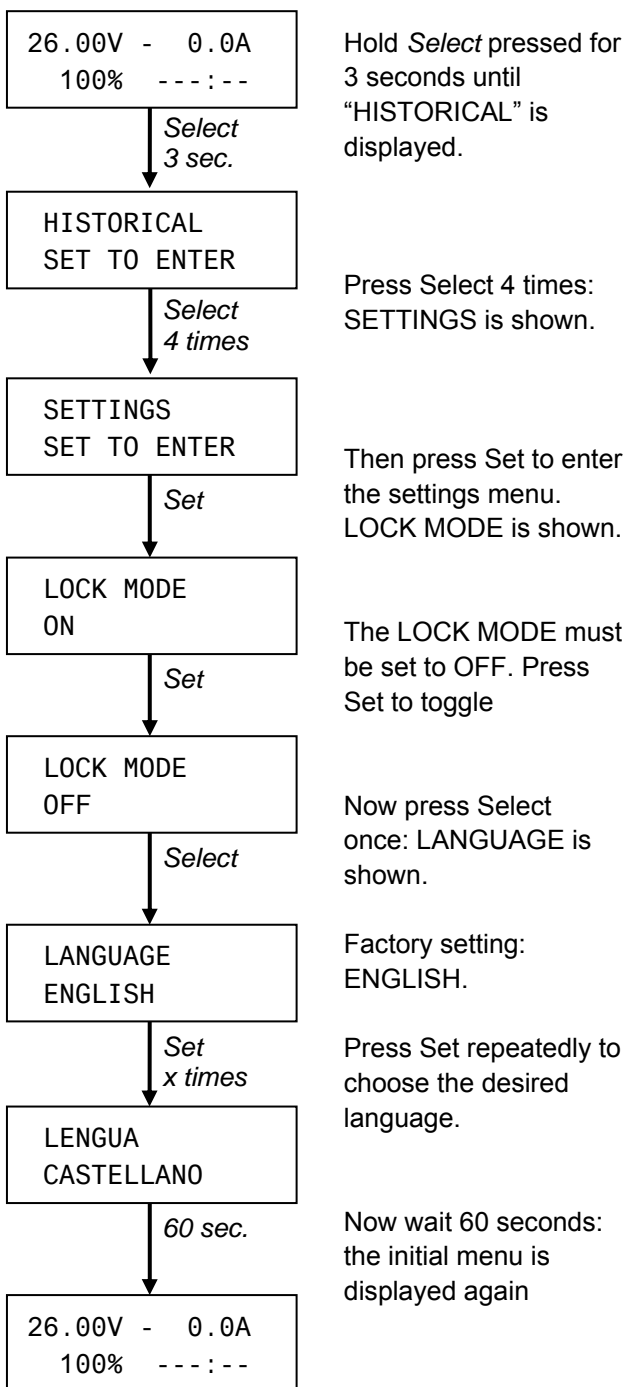 26.00V - 0.0A
100% ---:--
Hold Select pressed for
3 seconds until
“HISTORICAL” is
displayed.
Select
3 sec.
HISTORICAL
SET TO ENTER
Press Select 4 times:
SETTINGS is shown.
Select
4 times
SETTINGS
SET TO ENTER
Then press Set to enter
the settings menu.
LOCK MODE is shown.
Set
LOCK MODE
ON
The LOCK MODE must
be set to OFF. Press
Set to toggle
Set
LOCK MODE
OFF
Now press Select
once: LANGUAGE is
shown.
Select
LANGUAGE
ENGLISH
Factory setting:
ENGLISH.
Set
x times
Press Set repeatedly to
choose the desired
language.
LENGUA
CASTELLANO
60 sec.
Now wait 60 seconds:
the initial menu is
displayed again
26.00V - 0.0A
100% ---:--